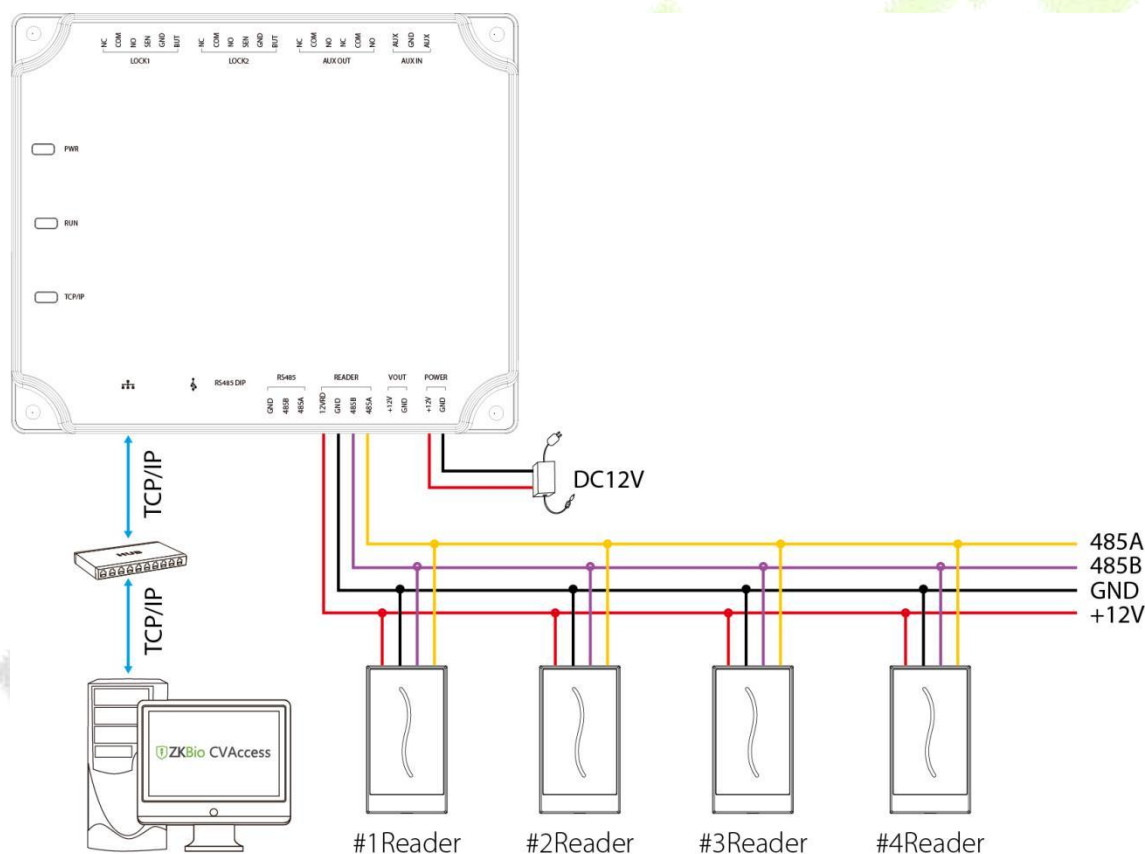 NC COM NO SEN GND BUT NC COM NO SEN GND BUT NC COM NO NC COM NO AUX GND AUX
LOCK1 LOCK2 AUX OUT AUX IN
PWR
RUN
TCP/IP
RS485 DIP RS485 READER VOUT POWER
GND 485B 485A 12VRD GND 485B 485A +12V GND +12V GND
TCP/IP
DC12V
HUB
485A
485B
GND
+12V
TCP/IP
ZKBio CVAccess
#1Reader #2Reader #3Reader #4Reader